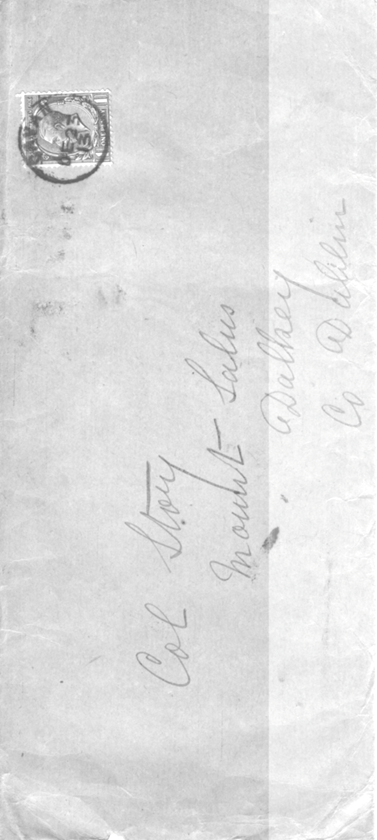 Col Story
Mount Salus
Dalkey
Co Dublin